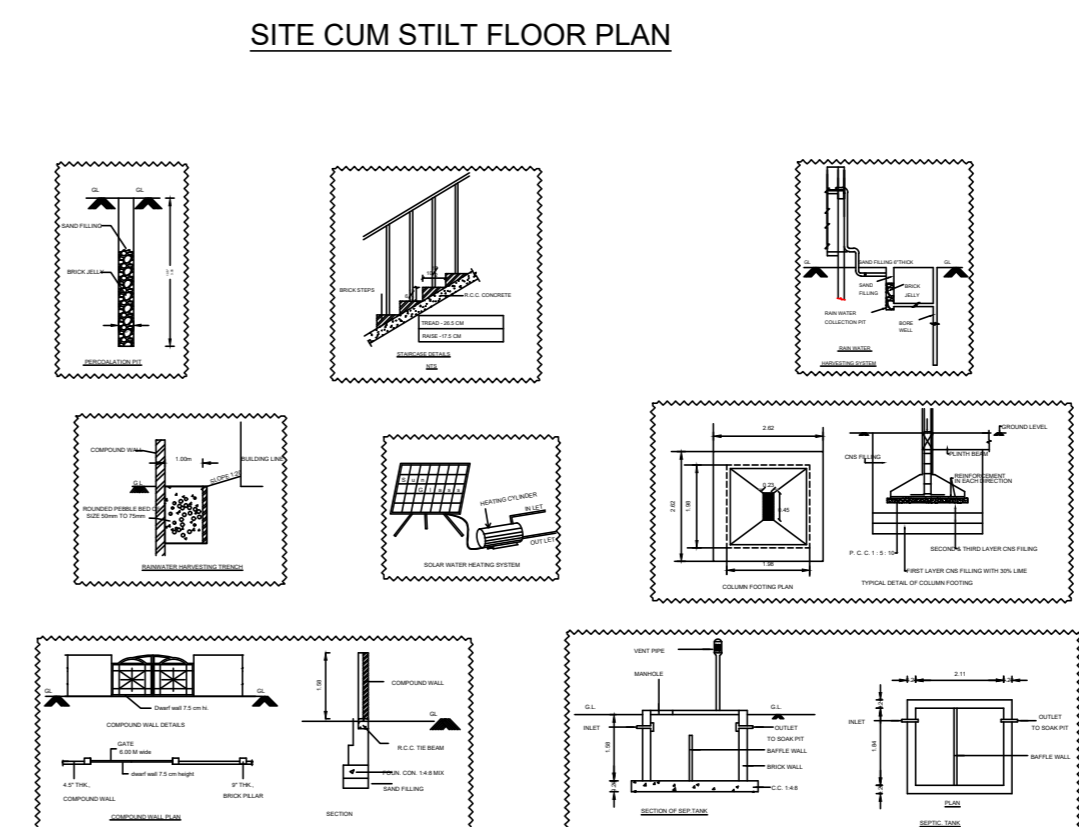 SITE CUM STILT FLOOR PLAN
GL
GL
SAND FILLING
BRICK JELLY
PERCOALATION PIT
BRICK STEPS
R.C.C. CONCRETE
TREAD - 26.5 CM
RAISE -17.5 CM
STAIRCASE DETAILS
NTS
GL
SAND FILLING 6"THICK
GL
SAND
FILLING
BRICK
JELLY
RAIN WATER
COLLECTION PIT
BORE
WELL
RAIN WATER
HARVESTING SYSTEM
COMPOUND WALL
1.00m
BUILDING LINE
G.L.
SLOPE 1:20
ROUNDED PEBBLE BED OF
SIZE 50mm TO 75mm
RAINWATER HARVESTING TRENCH
Sun
Glass
HEATING CYLINDER
IN LET
OUT LET
SOLAR WATER HEATING SYSTEM
2.62
2.62
1.98
0.23
0.45
1.98
COLUMN FOOTING PLAN
GROUND LEVEL
CNS FILLING
PLINTH BEAM
REINFORCEMENT
IN EACH DIRECTION
P. C. C. 1 : 5 : 10
SECOND & THIRD LAYER CNS FIILING
FIRST LAYER CNS FILLING WITH 30% LIME
TYPICAL DETAIL OF COLUMN FOOTING
GL
GL
Dwarf wall 7.5 cm hi.
COMPOUND WALL DETAILS
GATE
6.00 M wide
dwarf wall 7.5 cm height
4.5" THK.,
COMPOUND WALL
9" THK.,
BRICK PILLAR
COMPOUND WALL PLAN
1.58
COMPOUND WALL
GL
R.C.C. TIE BEAM
FOUN. CON. 1:4:8 MIX
SAND FILLING
SECTION
VENT PIPE
MANHOLE
G.L.
G.L.
INLET
OUTLET
TO SOAK PIT
1.58
BAFFLE WALL
BRICK WALL
C.C. 1:4:8
SECTION OF SEP.TANK
2.11
INLET
OUTLET
TO SOAK PIT
1.84
BAFFLE WALL
PLAN
SEPTIC. TANK